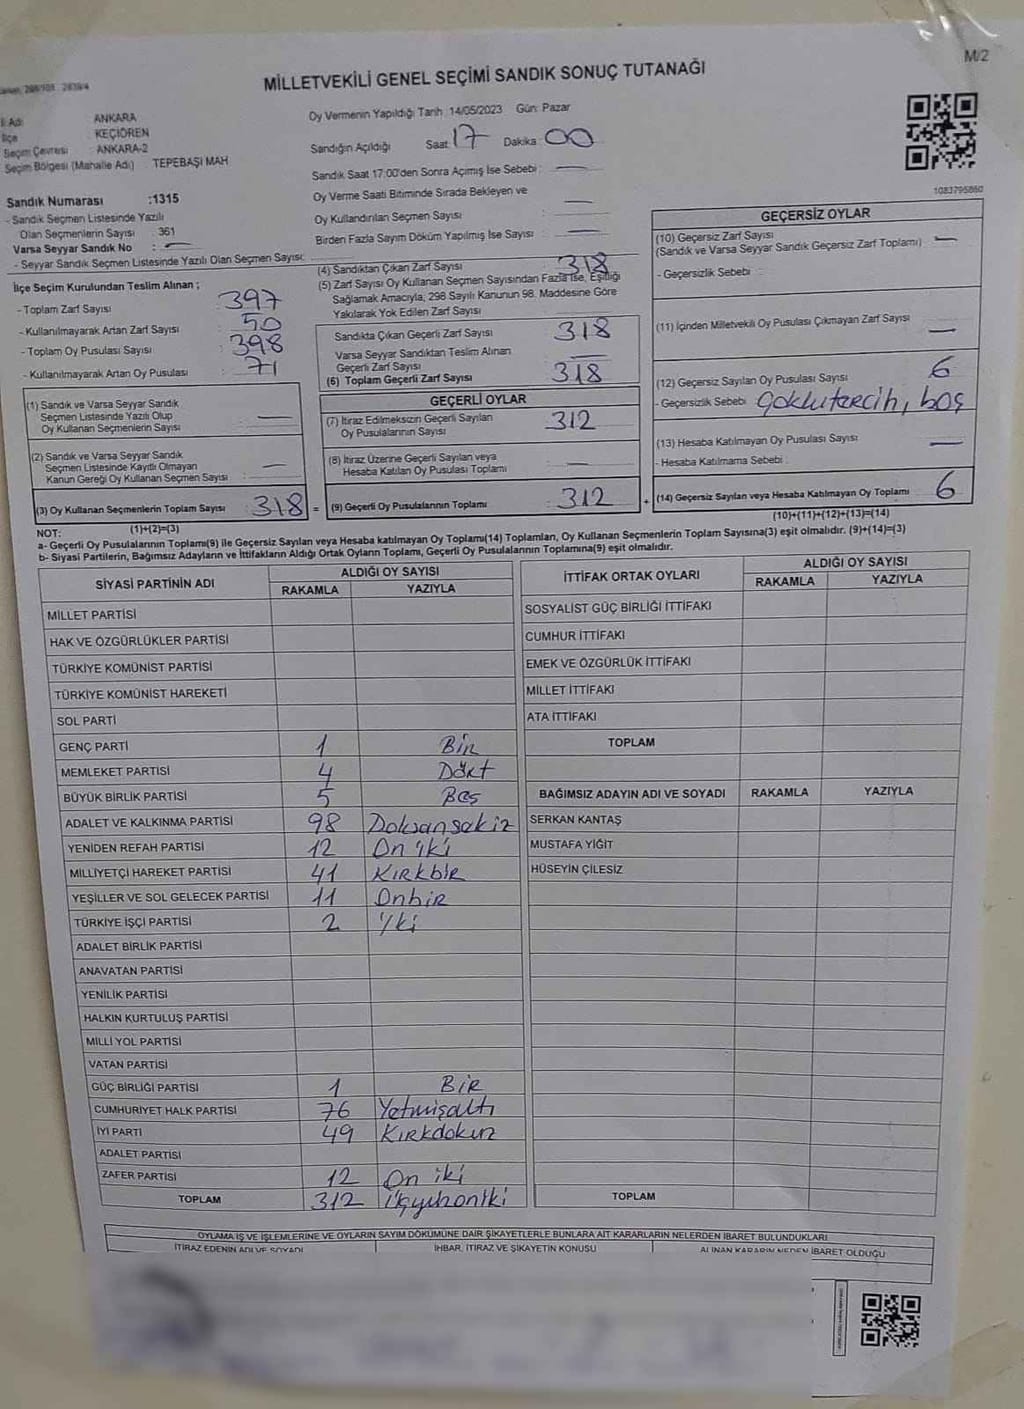 M/2
MİLLETVEKİLİ GENEL SEÇİMİ SANDIK SONUÇ TUTANAĞI
İl Adı ANKARA
İlçe KEÇİÖREN
Seçim Çevresi : ANKARA-2
Seçim Bölgesi (Mahalle Adı) TEPEBAŞI MAH
Oy Vermenin Yapıldığı Tarih 14/05/2023 Gün: Pazar
Sandığın Açıldığı Saat: 17 Dakika: 00
Sandık Saat 17:00'den Sonra Açımış İse Sebebi : —
Oy Verme Saati Bitiminde Sırada Bekleyen ve
Oy Kullandırılan Seçmen Sayısı : —
Birden Fazla Sayım Döküm Yapılmış İse Sayısı : —
1083795860
Sandık Numarası :1315
- Sandık Seçmen Listesinde Yazılı
Olan Seçmenlerin Sayısı : 361
Varsa Seyyar Sandık No : —
- Seyyar Sandık Seçmen Listesinde Yazılı Olan Seçmen Sayısı:
İlçe Seçim Kurulundan Teslim Alınan ;
- Toplam Zarf Sayısı : 397
- Kullanılmayarak Artan Zarf Sayısı : 50
- Toplam Oy Pusulası Sayısı : 398
- Kullanılmayarak Artan Oy Pusulası : 71
(1) Sandık ve Varsa Seyyar Sandık
Seçmen Listesinde Yazılı Olup
Oy Kullanan Seçmenlerin Sayısı : —
(2) Sandık ve Varsa Seyyar Sandık
Seçmen Listesinde Kayıtlı Olmayan
Kanun Gereği Oy Kullanan Seçmen Sayısı : —
(3) Oy Kullanan Seçmenlerin Toplam Sayısı : 318 =
(1)+(2)=(3)
(4) Sandıktan Çıkan Zarf Sayısı : 318
(5) Zarf Sayısı Oy Kullanan Seçmen Sayısından Fazla İse, Eşitliği
Sağlamak Amacıyla, 298 Sayılı Kanunun 98. Maddesine Göre
Yakılarak Yok Edilen Zarf Sayısı :
Sandıkta Çıkan Geçerli Zarf Sayısı : 318
Varsa Seyyar Sandıktan Teslim Alınan
Geçerli Zarf Sayısı : —
(6) Toplam Geçerli Zarf Sayısı : 318
GEÇERLİ OYLAR
(7) İtiraz Edilmeksizin Geçerli Sayılan
Oy Pusulalarının Sayısı : 312
(8) İtiraz Üzerine Geçerli Sayılan veya
Hesaba Katılan Oy Pusulası Toplamı : —
(9) Geçerli Oy Pusulalarının Toplamı : 312 +
GEÇERSİZ OYLAR
(10) Geçersiz Zarf Sayısı :
(Sandık ve Varsa Seyyar Sandık Geçersiz Zarf Toplamı) —
- Geçersizlik Sebebi :
(11) İçinden Milletvekili Oy Pusulası Çıkmayan Zarf Sayısı : —
(12) Geçersiz Sayılan Oy Pusulası Sayısı : 6
- Geçersizlik Sebebi : Çoklu tercih, boş
(13) Hesaba Katılmayan Oy Pusulası Sayısı : —
- Hesaba Katılmama Sebebi :
(14) Geçersiz Sayılan veya Hesaba Katılmayan Oy Toplamı : 6
(10)+(11)+(12)+(13)=(14)
NOT:
a- Geçerli Oy Pusulalarının Toplamı(9) ile Geçersiz Sayılan veya Hesaba katılmayan Oy Toplamı(14) Toplamları, Oy Kullanan Seçmenlerin Toplam Sayısına(3) eşit olmalıdır. (9)+(14)=(3)
b- Siyasi Partilerin, Bağımsız Adayların ve İttifakların Aldığı Ortak Oyların Toplamı, Geçerli Oy Pusulalarının Toplamına(9) eşit olmalıdır.
SİYASİ PARTİNİN ADI ALDIĞI OY SAYISI
RAKAMLA YAZIYLA
MİLLET PARTİSİ
HAK VE ÖZGÜRLÜKLER PARTİSİ
TÜRKİYE KOMÜNİST PARTİSİ
TÜRKİYE KOMÜNİST HAREKETİ
SOL PARTİ
GENÇ PARTİ 1 Bir
MEMLEKET PARTİSİ 4 Dört
BÜYÜK BİRLİK PARTİSİ 5 Beş
ADALET VE KALKINMA PARTİSİ 98 Doksansekiz
YENİDEN REFAH PARTİSİ 12 On iki
MİLLİYETÇİ HAREKET PARTİSİ 41 Kırkbir
YEŞİLLER VE SOL GELECEK PARTİSİ 11 Onbir
TÜRKİYE İŞÇİ PARTİSİ 2 İki
ADALET BİRLİK PARTİSİ
ANAVATAN PARTİSİ
YENİLİK PARTİSİ
HALKIN KURTULUŞ PARTİSİ
MİLLİ YOL PARTİSİ
VATAN PARTİSİ
GÜÇ BİRLİĞİ PARTİSİ 1 Bir
CUMHURİYET HALK PARTİSİ 76 Yetmişaltı
İYİ PARTİ 49 Kırkdokuz
ADALET PARTİSİ
ZAFER PARTİSİ 12 On iki
TOPLAM 312 Üçyüzoniki
İTTİFAK ORTAK OYLARI ALDIĞI OY SAYISI
RAKAMLA YAZIYLA
SOSYALİST GÜÇ BİRLİĞİ İTTİFAKI
CUMHUR İTTİFAKI
EMEK VE ÖZGÜRLÜK İTTİFAKI
MİLLET İTTİFAKI
ATA İTTİFAKI
TOPLAM
BAĞIMSIZ ADAYIN ADI VE SOYADI RAKAMLA YAZIYLA
SERKAN KANTAŞ
MUSTAFA YİĞİT
HÜSEYİN ÇİLESİZ
TOPLAM
OYLAMA İŞ VE İŞLEMLERİNE VE OYLARIN SAYIM DÖKÜMÜNE DAİR ŞİKAYETLERLE BUNLARA AİT KARARLARIN NELERDEN İBARET BULUNDUKLARI
İTİRAZ EDENİN ADI VE SOYADI İHBAR, İTİRAZ VE ŞİKAYETİN KONUSU ALINAN KARARIN NEDEN İBARET OLDUĞU